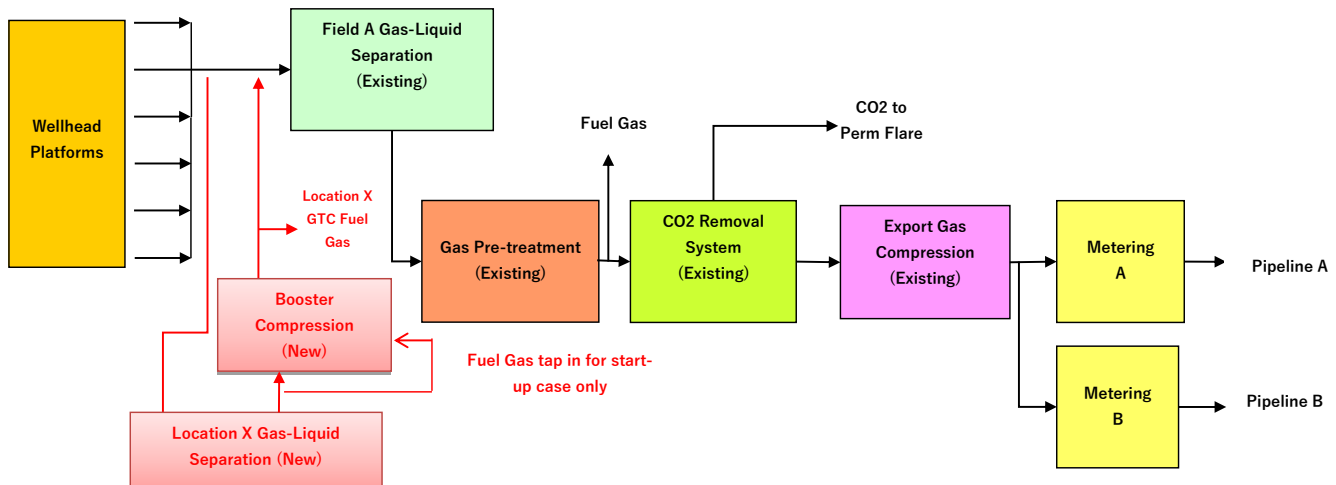 Field A Gas-Liquid
Separation
(Existing)
Wellhead
Platforms
Fuel Gas
CO2 to
Perm Flare
Location X
GTC Fuel
Gas
Gas Pre-treatment
(Existing)
CO2 Removal
System
(Existing)
Export Gas
Compression
(Existing)
Metering
A
Pipeline A
Booster
Compression
(New)
Fuel Gas tap in for start-
up case only
Metering
B
Pipeline B
Location X Gas-Liquid
Separation (New)